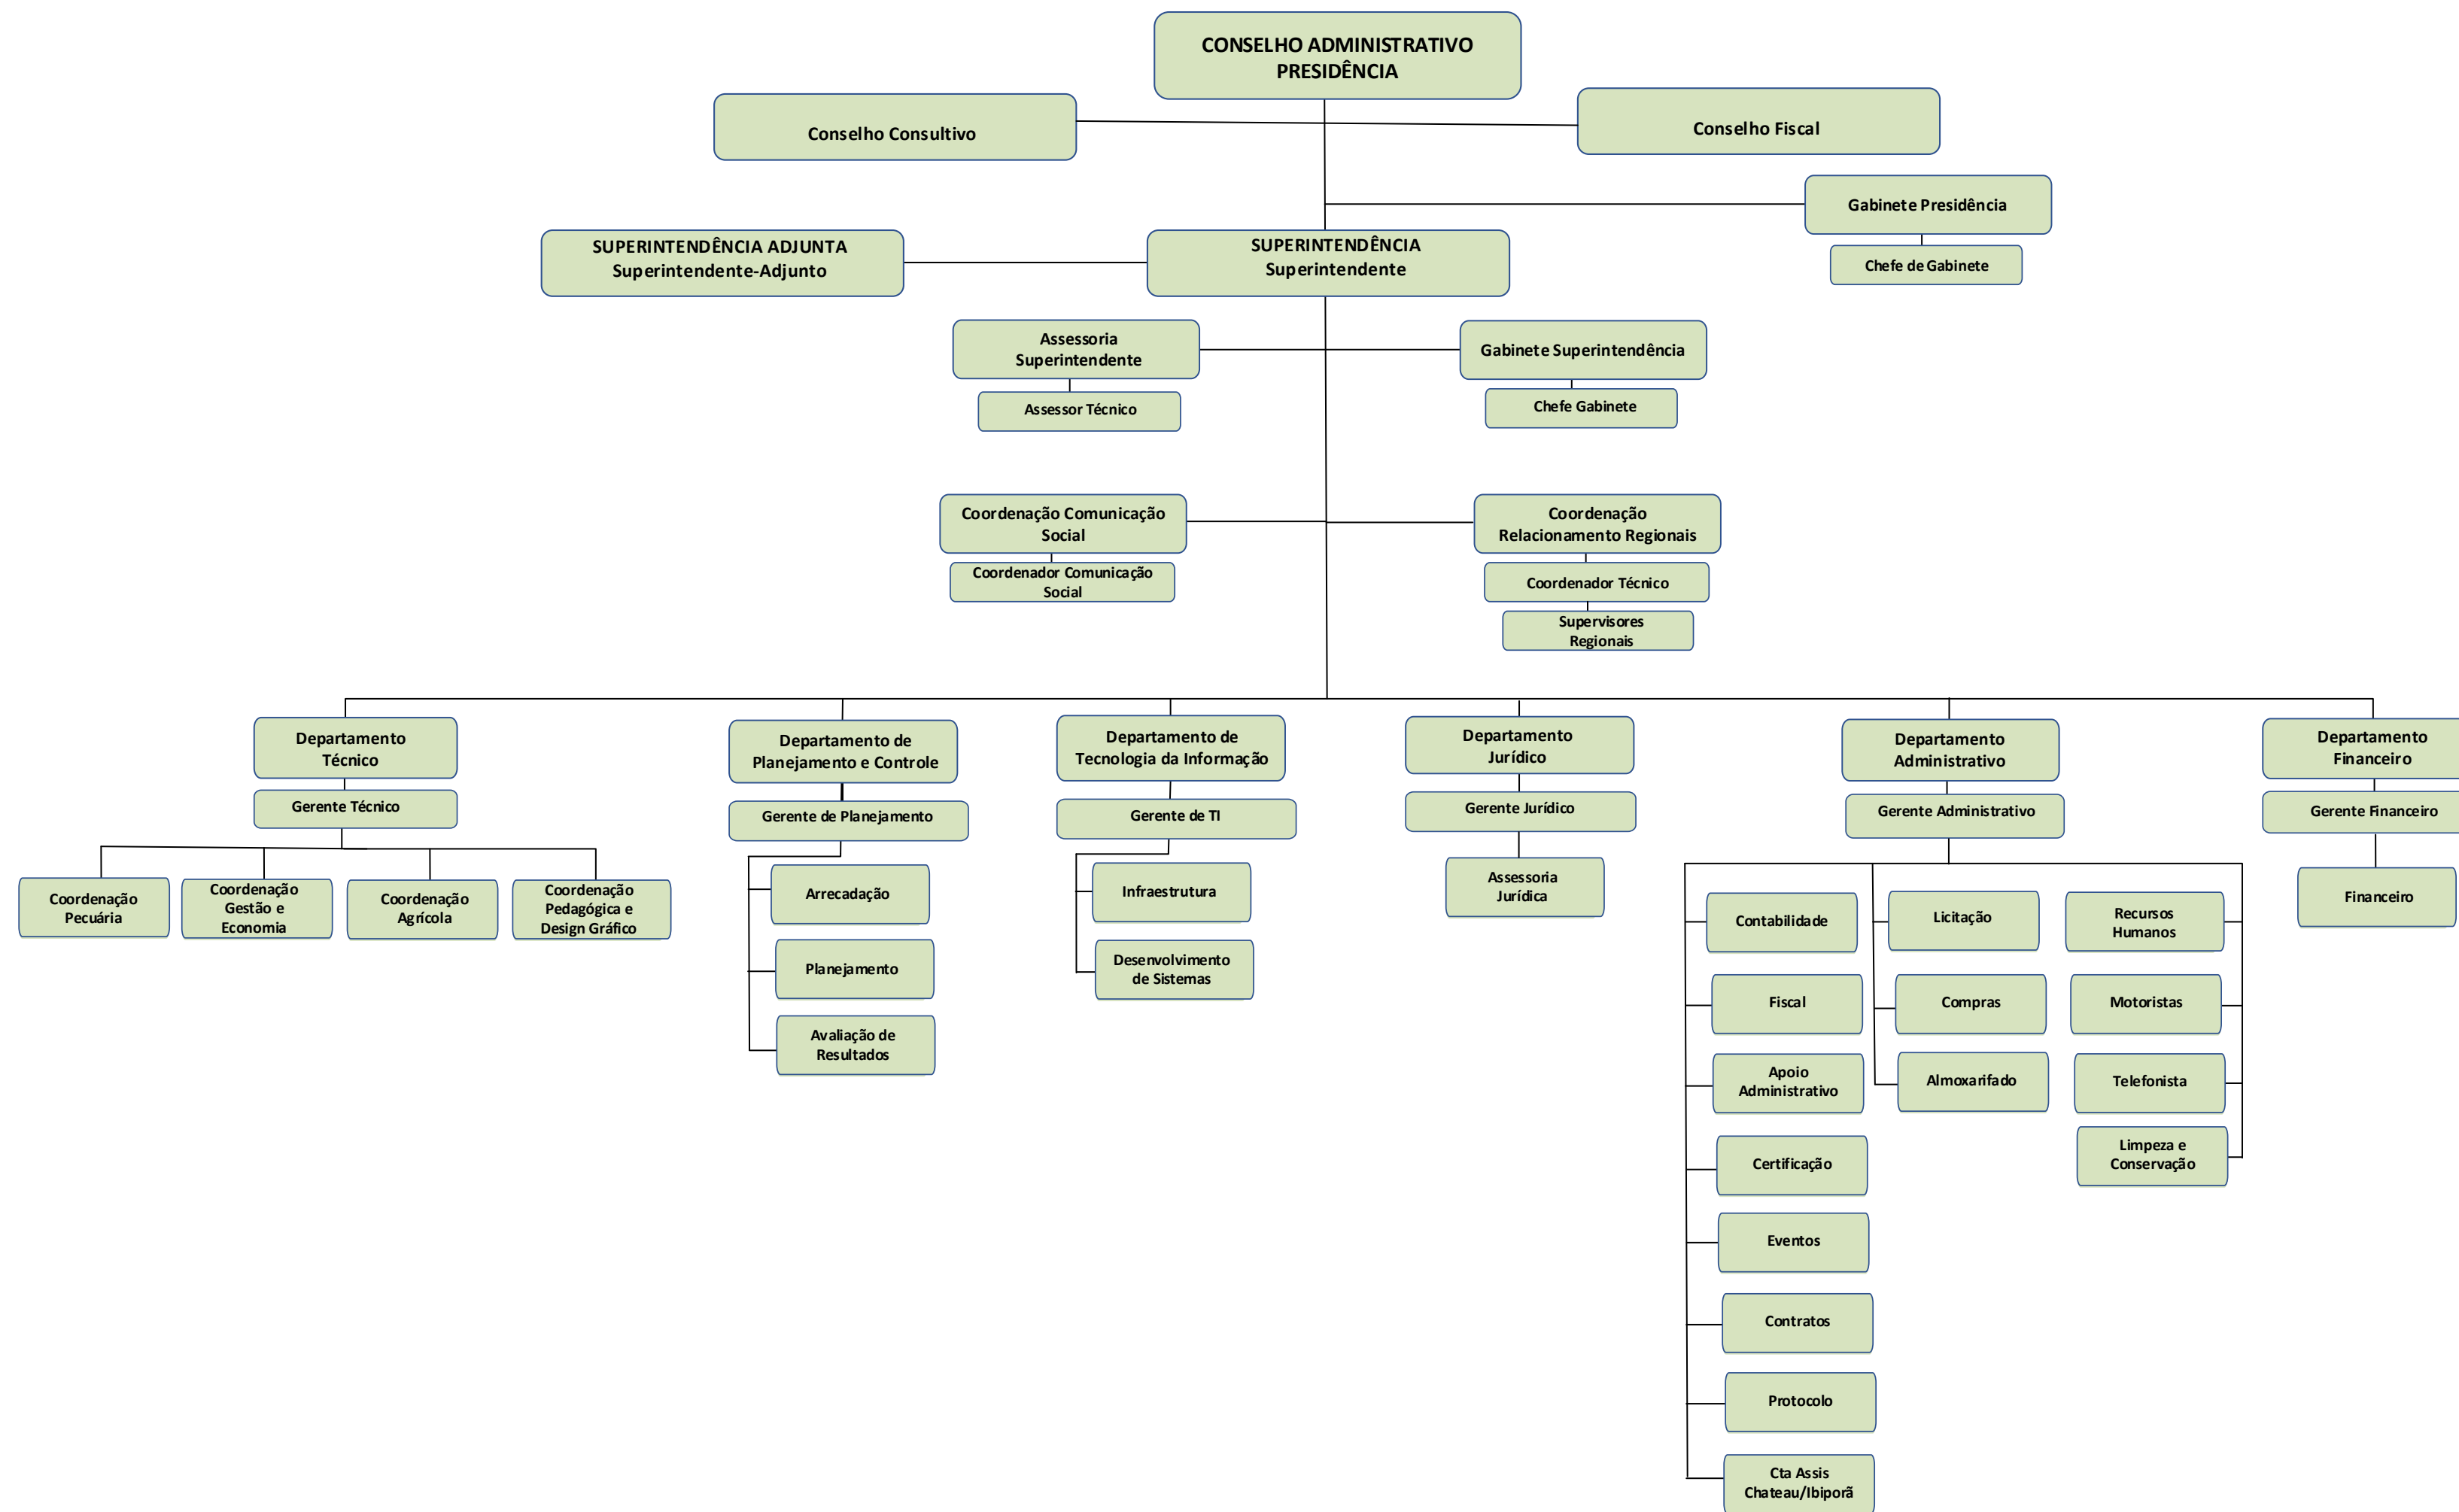 CONSELHO ADMINISTRATIVO
PRESIDÊNCIA
Conselho Consultivo
Conselho Fiscal
Gabinete Presidência
Chefe de Gabinete
SUPERINTENDÊNCIA ADJUNTA
Superintendente-Adjunto
SUPERINTENDÊNCIA
Superintendente
Assessoria
Superintendente
Assessor Técnico
Gabinete Superintendência
Chefe Gabinete
Coordenação Comunicação
Social
Coordenador Comunicação
Social
Coordenação
Relacionamento Regionais
Coordenador Técnico
Supervisores
Regionais
Departamento
Técnico
Gerente Técnico
Coordenação
Pecuária
Coordenação
Gestão e
Economia
Coordenação
Agrícola
Coordenação
Pedagógica e
Design Gráfico
Departamento de
Planejamento e Controle
Gerente de Planejamento
Arrecadação
Planejamento
Avaliação de
Resultados
Departamento de
Tecnologia da Informação
Gerente de TI
Infraestrutura
Desenvolvimento
de Sistemas
Departamento
Jurídico
Gerente Jurídico
Assessoria
Jurídica
Departamento
Administrativo
Gerente Administrativo
Contabilidade
Fiscal
Apoio
Administrativo
Certificação
Eventos
Contratos
Protocolo
Cta Assis
Chateau/Ibiporã
Licitação
Compras
Almoxarifado
Recursos
Humanos
Motoristas
Telefonista
Limpeza e
Conservação
Departamento
Financeiro
Gerente Financeiro
Financeiro